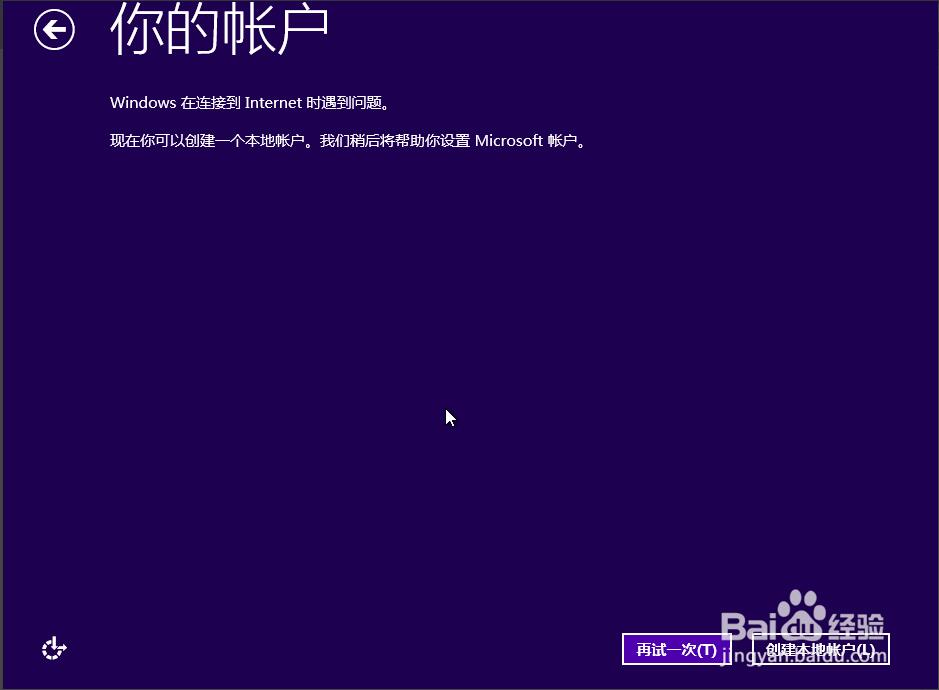 你的帐户
Windows 在连接到 Internet 时遇到问题。
现在你可以创建一个本地帐户。我们稍后将帮助你设置 Microsoft 帐户。
Baidu 经验
再试一次(T)
创建本地帐户(L)
jingyan.baidu.com